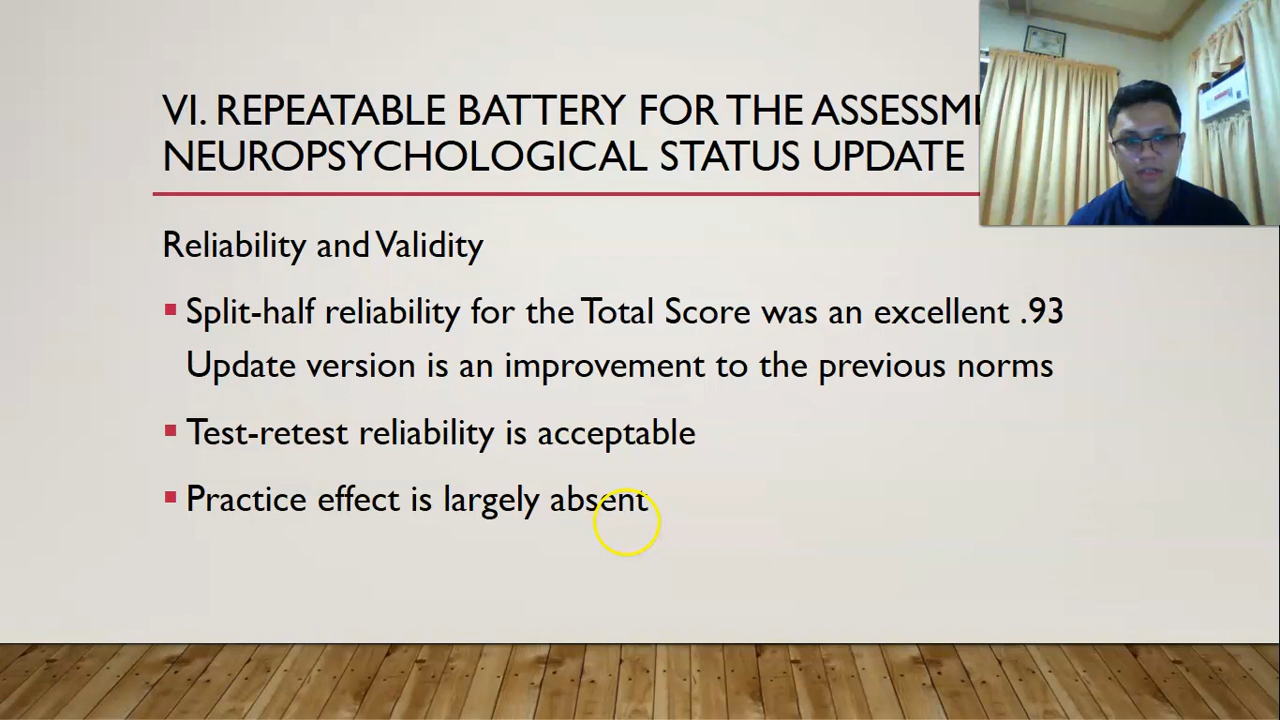 VI. REPEATABLE BATTERY FOR THE
NEUROPSYCHOLOGICAL STATUS UPDATE
Reliability and Validity
Split-half reliability for the Total Score was an excellent .93
Update version is an improvement to the previous norms
Test-retest reliability is acceptable
Practice effect is largely absent